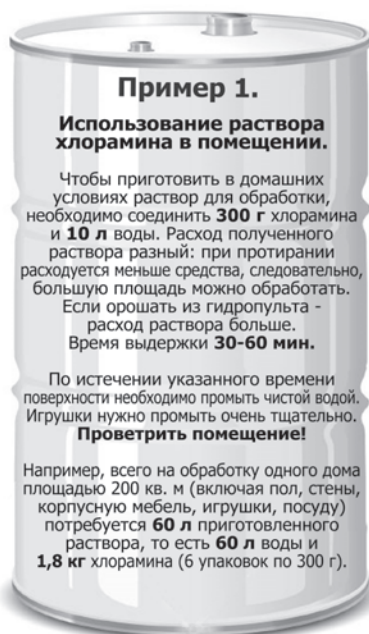 Пример 1.
Использование раствора
хлорамина в помещении.
Чтобы приготовить в домашних
условиях раствор для обработки,
необходимо соединить 300 г хлорамина
и 10 л воды. Расход полученного
раствора разный: при протирании
расходуется меньше средства, следовательно,
большую площадь можно обработать.
Если орошать из гидропульта -
расход раствора больше.
Время выдержки 30-60 мин.
По истечении указанного времени
поверхности необходимо промыть чистой водой.
Игрушки нужно промыть очень тщательно.
Проветрить помещение!
Например, всего на обработку одного дома
площадью 200 кв. м (включая пол, стены,
корпусную мебель, игрушки, посуду)
потребуется 60 л приготовленного
раствора, то есть 60 л воды и
1,8 кг хлорамина (6 упаковок по 300 г).